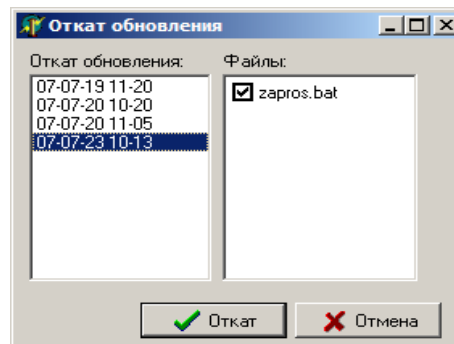 Откат обновления
Откат обновления:
Файлы:
07-07-19 11-20
07-07-20 10-20
07-07-20 11-05
07-07-23 10-13
zapros.bat
Откат
Отмена